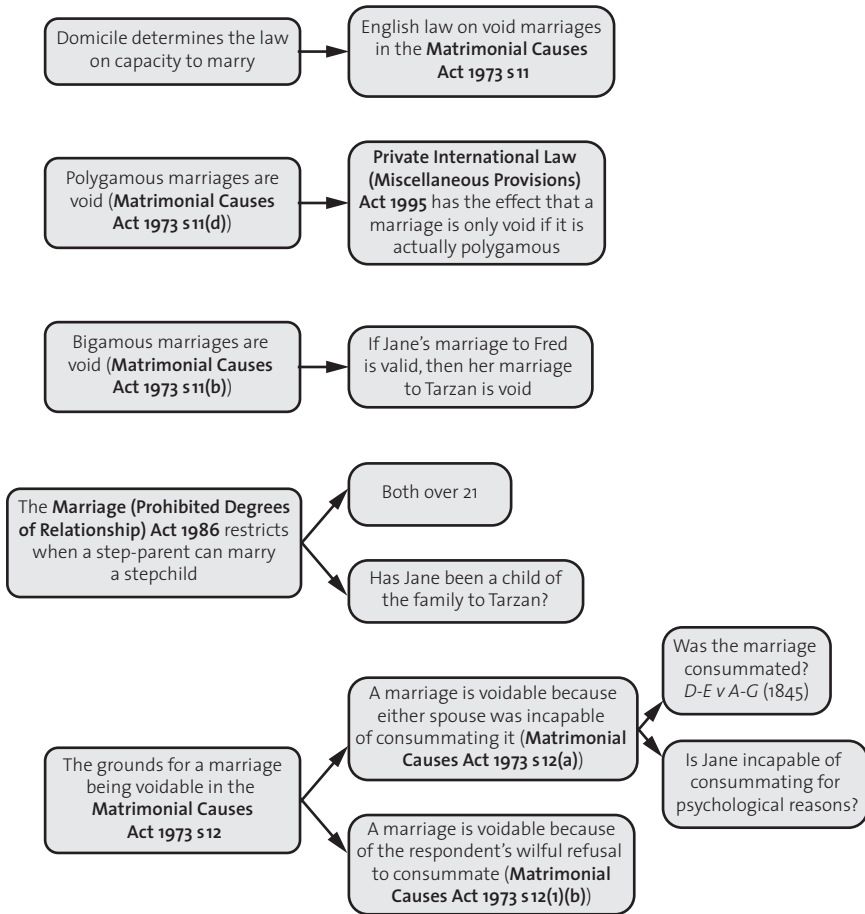 Domicile determines the law
on capacity to marry
English law on void marriages
in the Matrimonial Causes
Act 1973 s 11
Polygamous marriages are
void (Matrimonial Causes
Act 1973 s 11(d))
Private International Law
(Miscellaneous Provisions)
Act 1995 has the effect that a
marriage is only void if it is
actually polygamous
Bigamous marriages are
void (Matrimonial Causes
Act 1973 s 11(b))
If Jane's marriage to Fred
is valid, then her marriage
to Tarzan is void
The Marriage (Prohibited Degrees
of Relationship) Act 1986 restricts
when a step-parent can marry
a stepchild
Both over 21
Has Jane been a child of
the family to Tarzan?
The grounds for a marriage
being voidable in the
Matrimonial Causes
Act 1973 s 12
A marriage is voidable because
either spouse was incapable
of consummating it (Matrimonial
Causes Act 1973 s 12(a))
Was the marriage
consummated?
D-E v A-G (1845)
Is Jane incapable of
consummating for
psychological reasons?
A marriage is voidable because
of the respondent's wilful refusal
to consummate (Matrimonial
Causes Act 1973 s 12(1)(b))